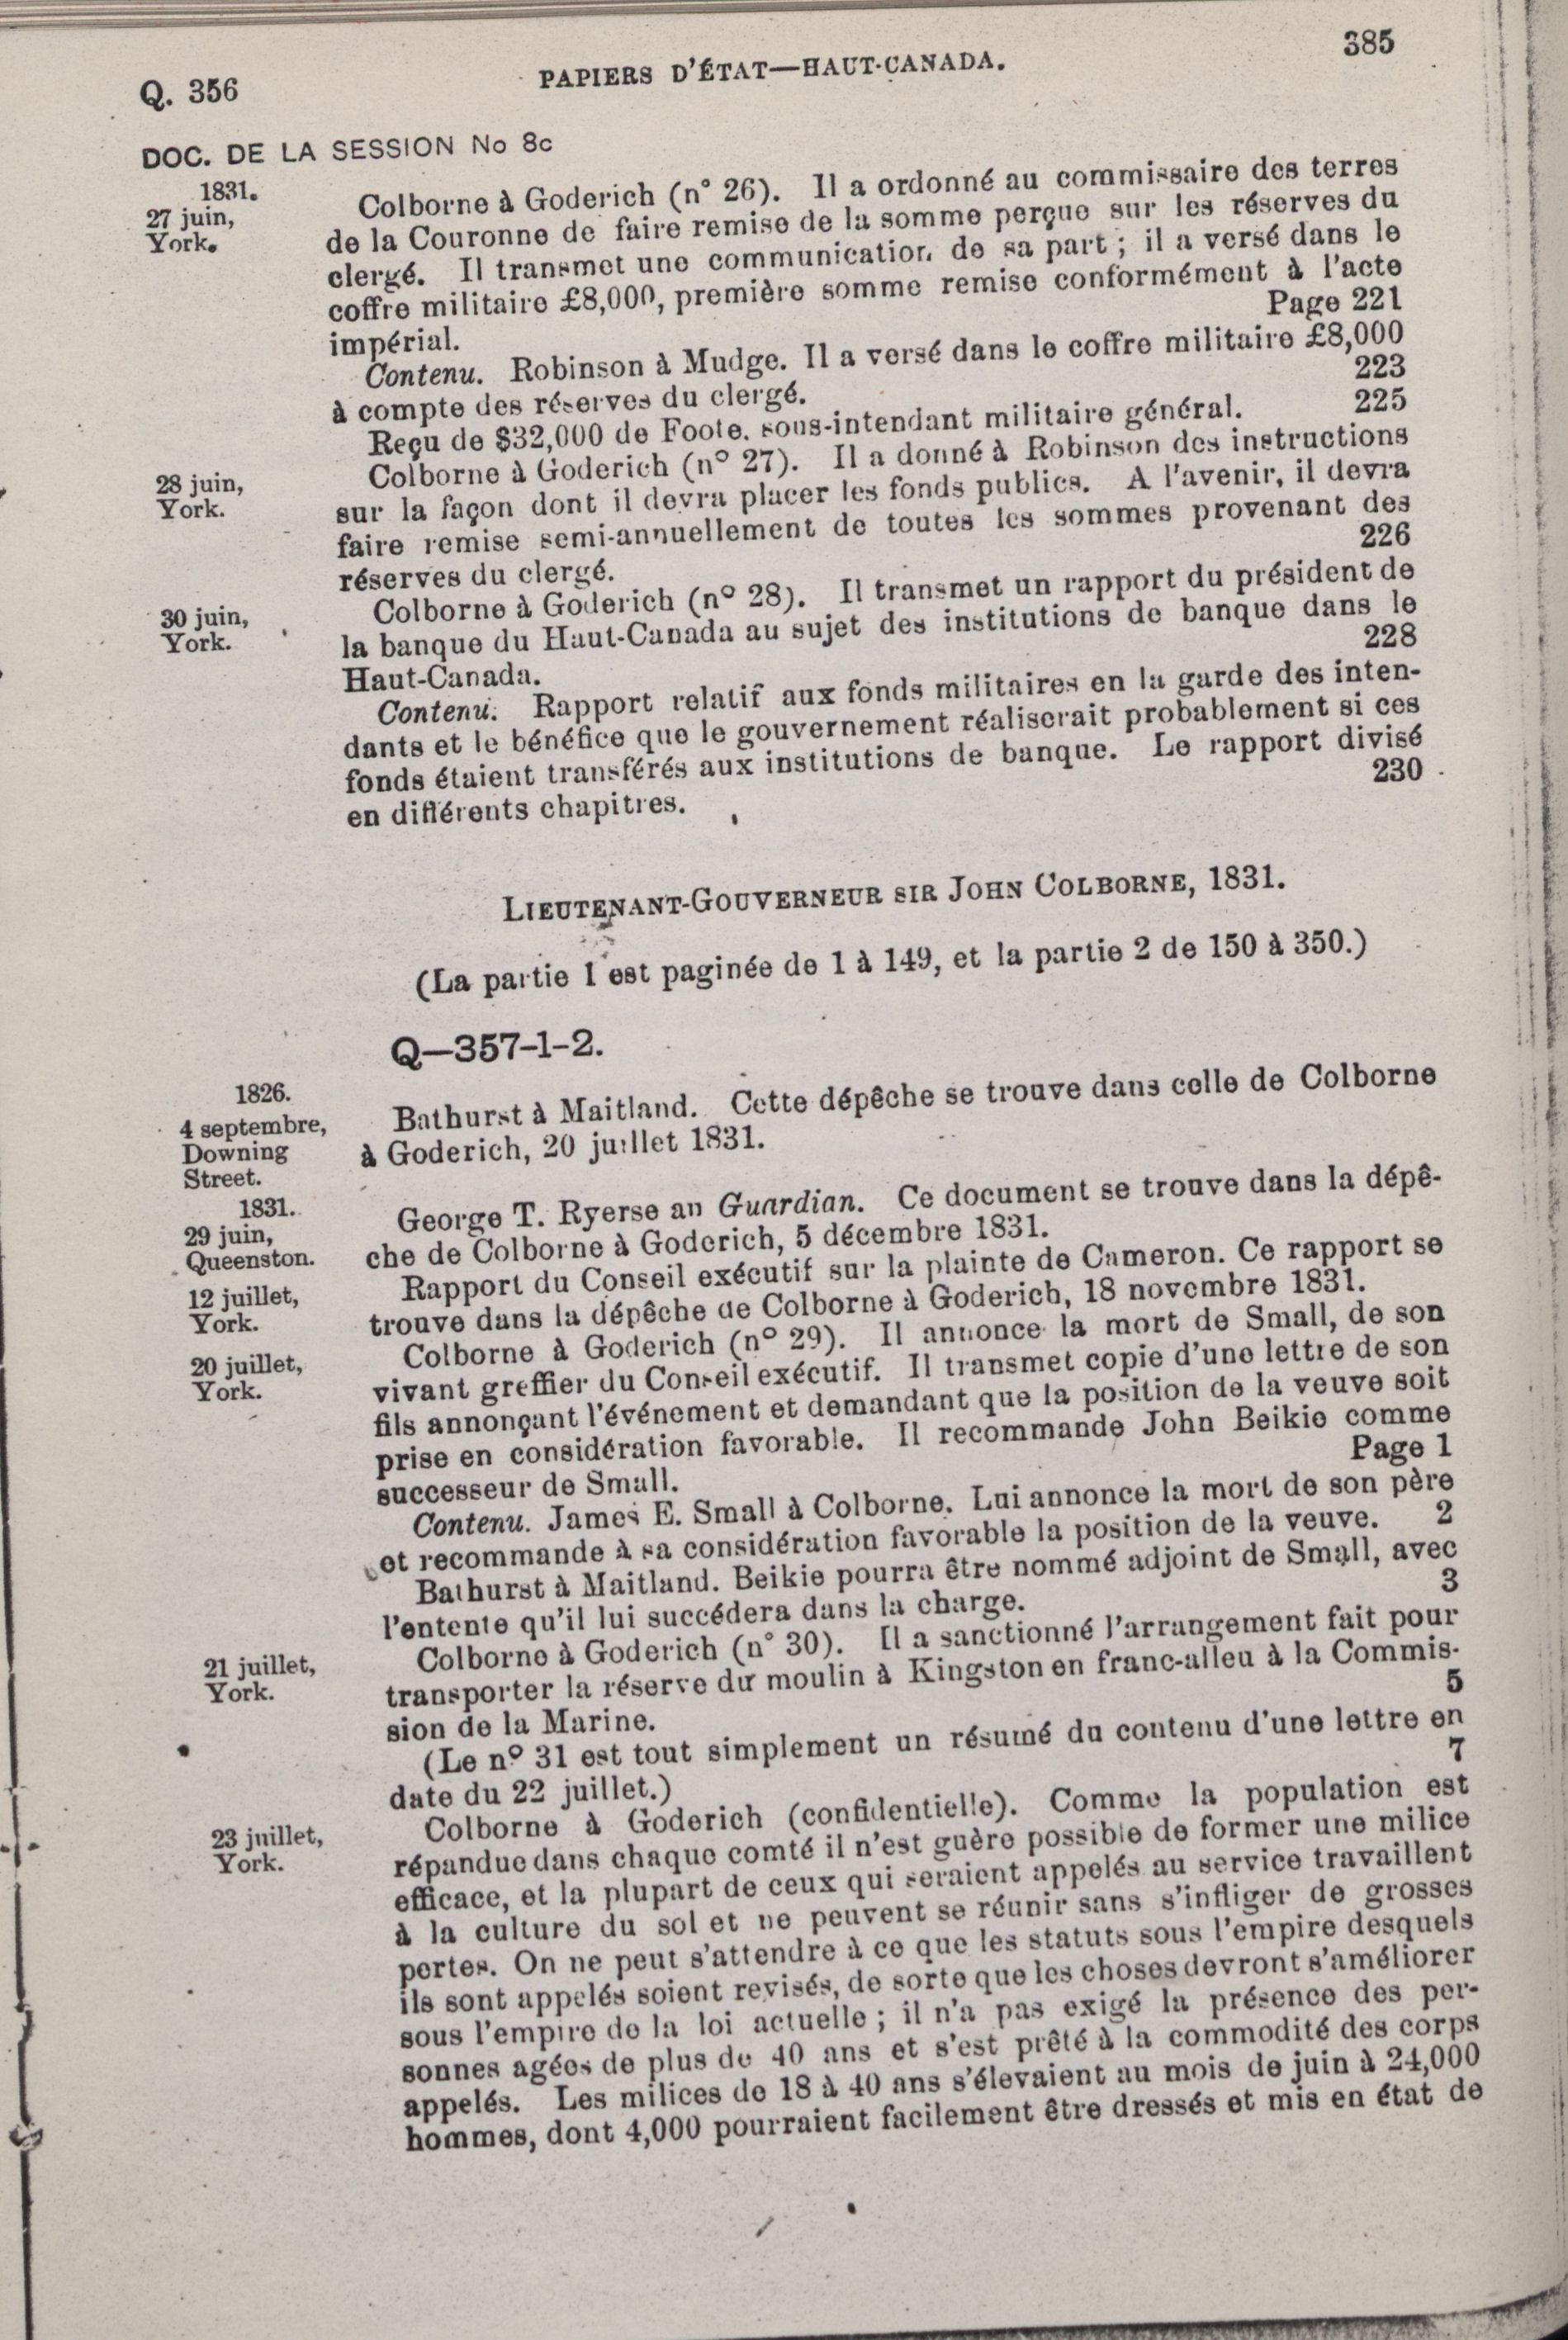 Q. 356
PAPIERS D'ÉTAT—HAUT-CANADA.
385
DOC. DE LA SESSION No 8c
1831.
27 juin,
York.
Colborne à Goderich (n° 26). Il a ordonné au commissaire des terres
de la Couronne de faire remise de la somme perçue sur les réserves du
clergé. Il transmet une communication de sa part ; il a versé dans le
coffre militaire £8,000, première somme remise conformément à l'acte
impérial.
Page 221
Contenu. Robinson à Mudge. Il a versé dans le coffre militaire £8,000
à compte des réserves du clergé.
223
Reçu de $32,000 de Foote, sous-intendant militaire général.
225
28 juin,
York.
Colborne à Goderich (n° 27). Il a donné à Robinson des instructions
sur la façon dont il devra placer les fonds publics. A l'avenir, il devra
faire remise semi-annuellement de toutes les sommes provenant des
réserves du clergé.
226
30 juin,
York.
Colborne à Goderich (n° 28). Il transmet un rapport du président de
la banque du Haut-Canada au sujet des institutions de banque dans le
Haut-Canada.
228
Contenu. Rapport relatif aux fonds militaires en la garde des inten-
dants et le bénéfice que le gouvernement réaliserait probablement si ces
fonds étaient transférés aux institutions de banque. Le rapport divisé
en différents chapitres.
230
LIEUTENANT-GOUVERNEUR SIR JOHN COLBORNE, 1831.
(La partie 1 est paginée de 1 à 149, et la partie 2 de 150 à 350.)
Q—357-1-2.
1826.
4 septembre,
Downing
Street.
Bathurst à Maitland. Cette dépêche se trouve dans celle de Colborne
à Goderich, 20 juillet 1831.
1831.
29 juin,
Queenston.
George T. Ryerse au Guardian. Ce document se trouve dans la dépê-
che de Colborne à Goderich, 5 décembre 1831.
12 juillet,
York.
Rapport du Conseil exécutif sur la plainte de Cameron. Ce rapport se
trouve dans la dépêche de Colborne à Goderich, 18 novembre 1831.
20 juillet,
York.
Colborne à Goderich (n° 29). Il annonce la mort de Small, de son
vivant greffier du Conseil exécutif. Il transmet copie d'une lettre de son
fils annonçant l'événement et demandant que la position de la veuve soit
prise en considération favorable. Il recommande John Beikie comme
successeur de Small.
Page 1
Contenu. James E. Small à Colborne. Lui annonce la mort de son père
et recommande à sa considération favorable la position de la veuve.
2
Bathurst à Maitland. Beikie pourra être nommé adjoint de Small, avec
l'entente qu'il lui succédera dans la charge.
3
21 juillet,
York.
Colborne à Goderich (n° 30). Il a sanctionné l'arrangement fait pour
transporter la réserve du moulin à Kingston en franc-alleu à la Commis-
sion de la Marine.
5
(Le n° 31 est tout simplement un résumé du contenu d'une lettre en
date du 22 juillet.)
7
23 juillet,
York.
Colborne à Goderich (confidentielle). Comme la population est
répandue dans chaque comté il n'est guère possible de former une milice
efficace, et la plupart de ceux qui seraient appelés au service travaillent
à la culture du sol et ne peuvent se réunir sans s'infliger de grosses
pertes. On ne peut s'attendre à ce que les statuts sous l'empire desquels
ils sont appelés soient revisés, de sorte que les choses devront s'améliorer
sous l'empire de la loi actuelle ; il n'a pas exigé la présence des per-
sonnes agées de plus de 40 ans et s'est prêté à la commodité des corps
appelés. Les milices de 18 à 40 ans s'élevaient au mois de juin à 24,000
hommes, dont 4,000 pourraient facilement être dressés et mis en état de